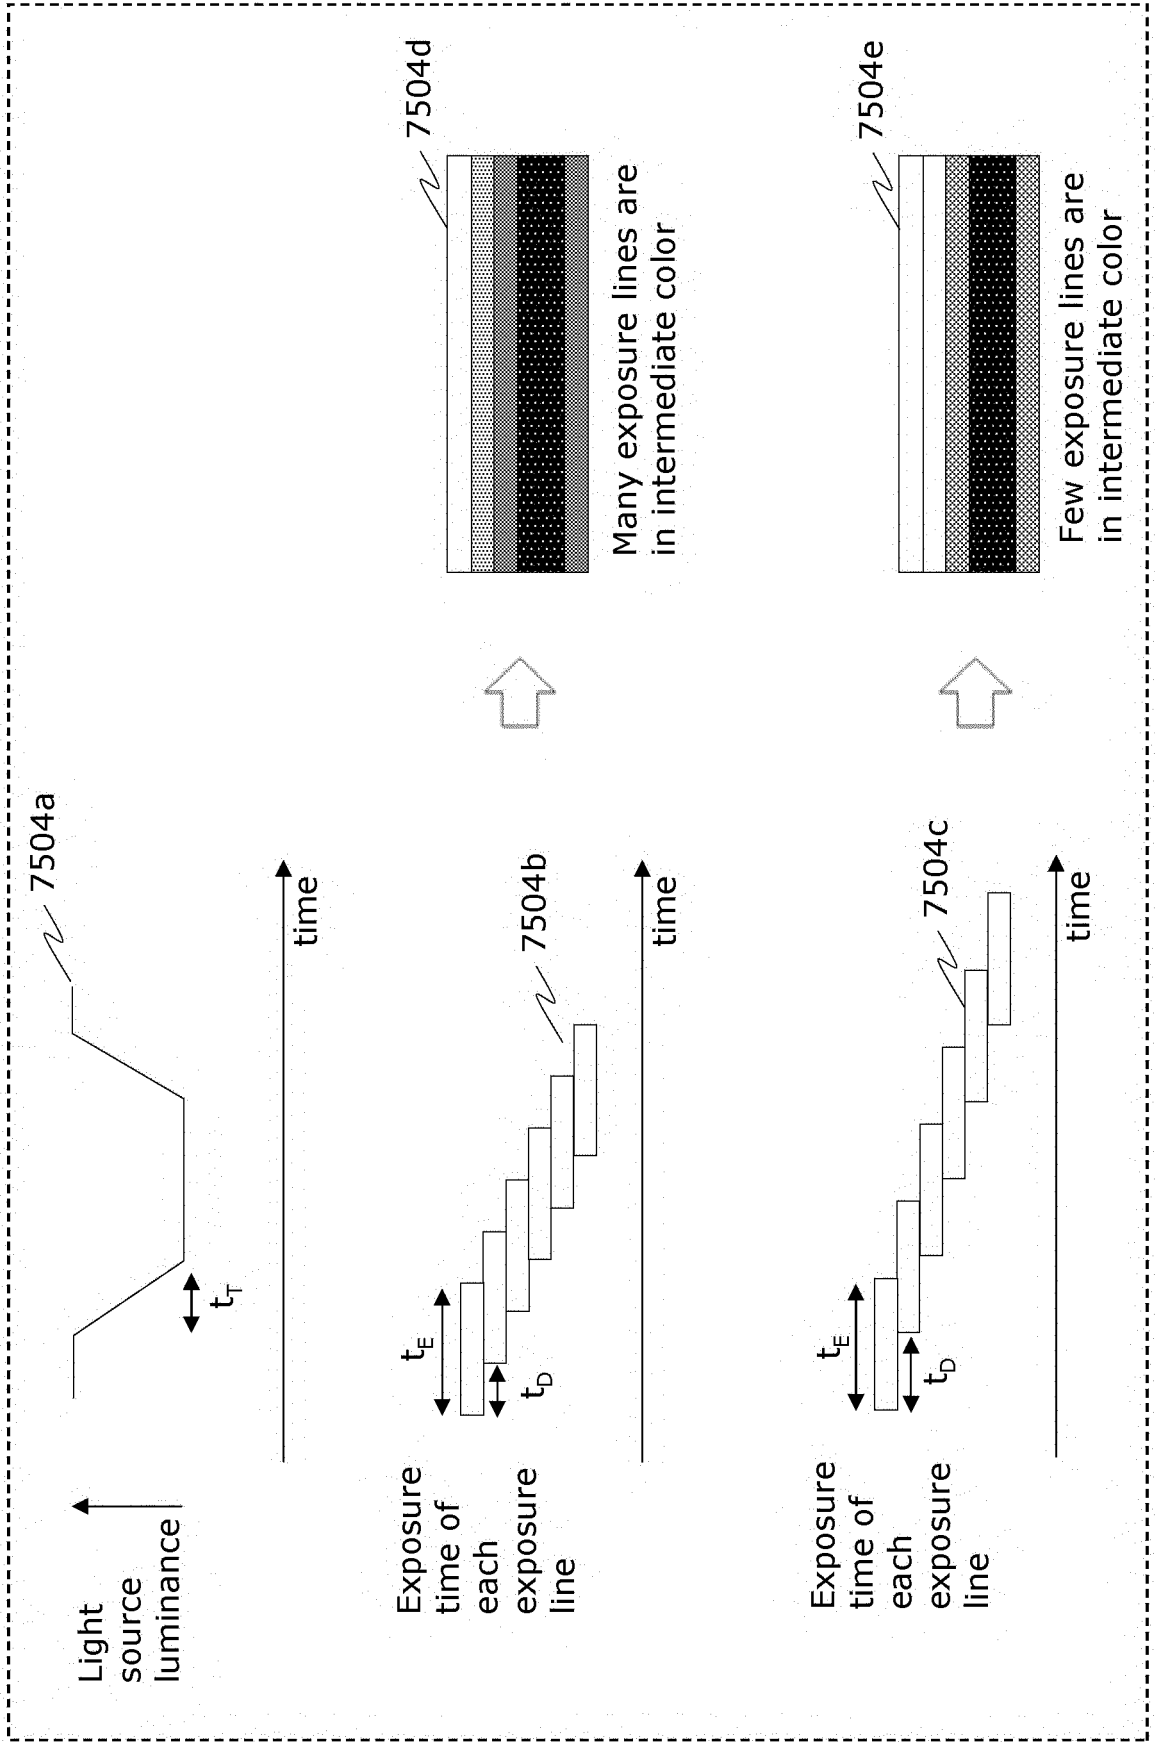 Light
source
luminance
7504a
t_T
time
Exposure
time of
each
exposure
line
t_E
t_D
7504b
time
7504d
Many exposure lines are
in intermediate color
Exposure
time of
each
exposure
line
t_E
t_D
7504c
time
7504e
Few exposure lines are
in intermediate color